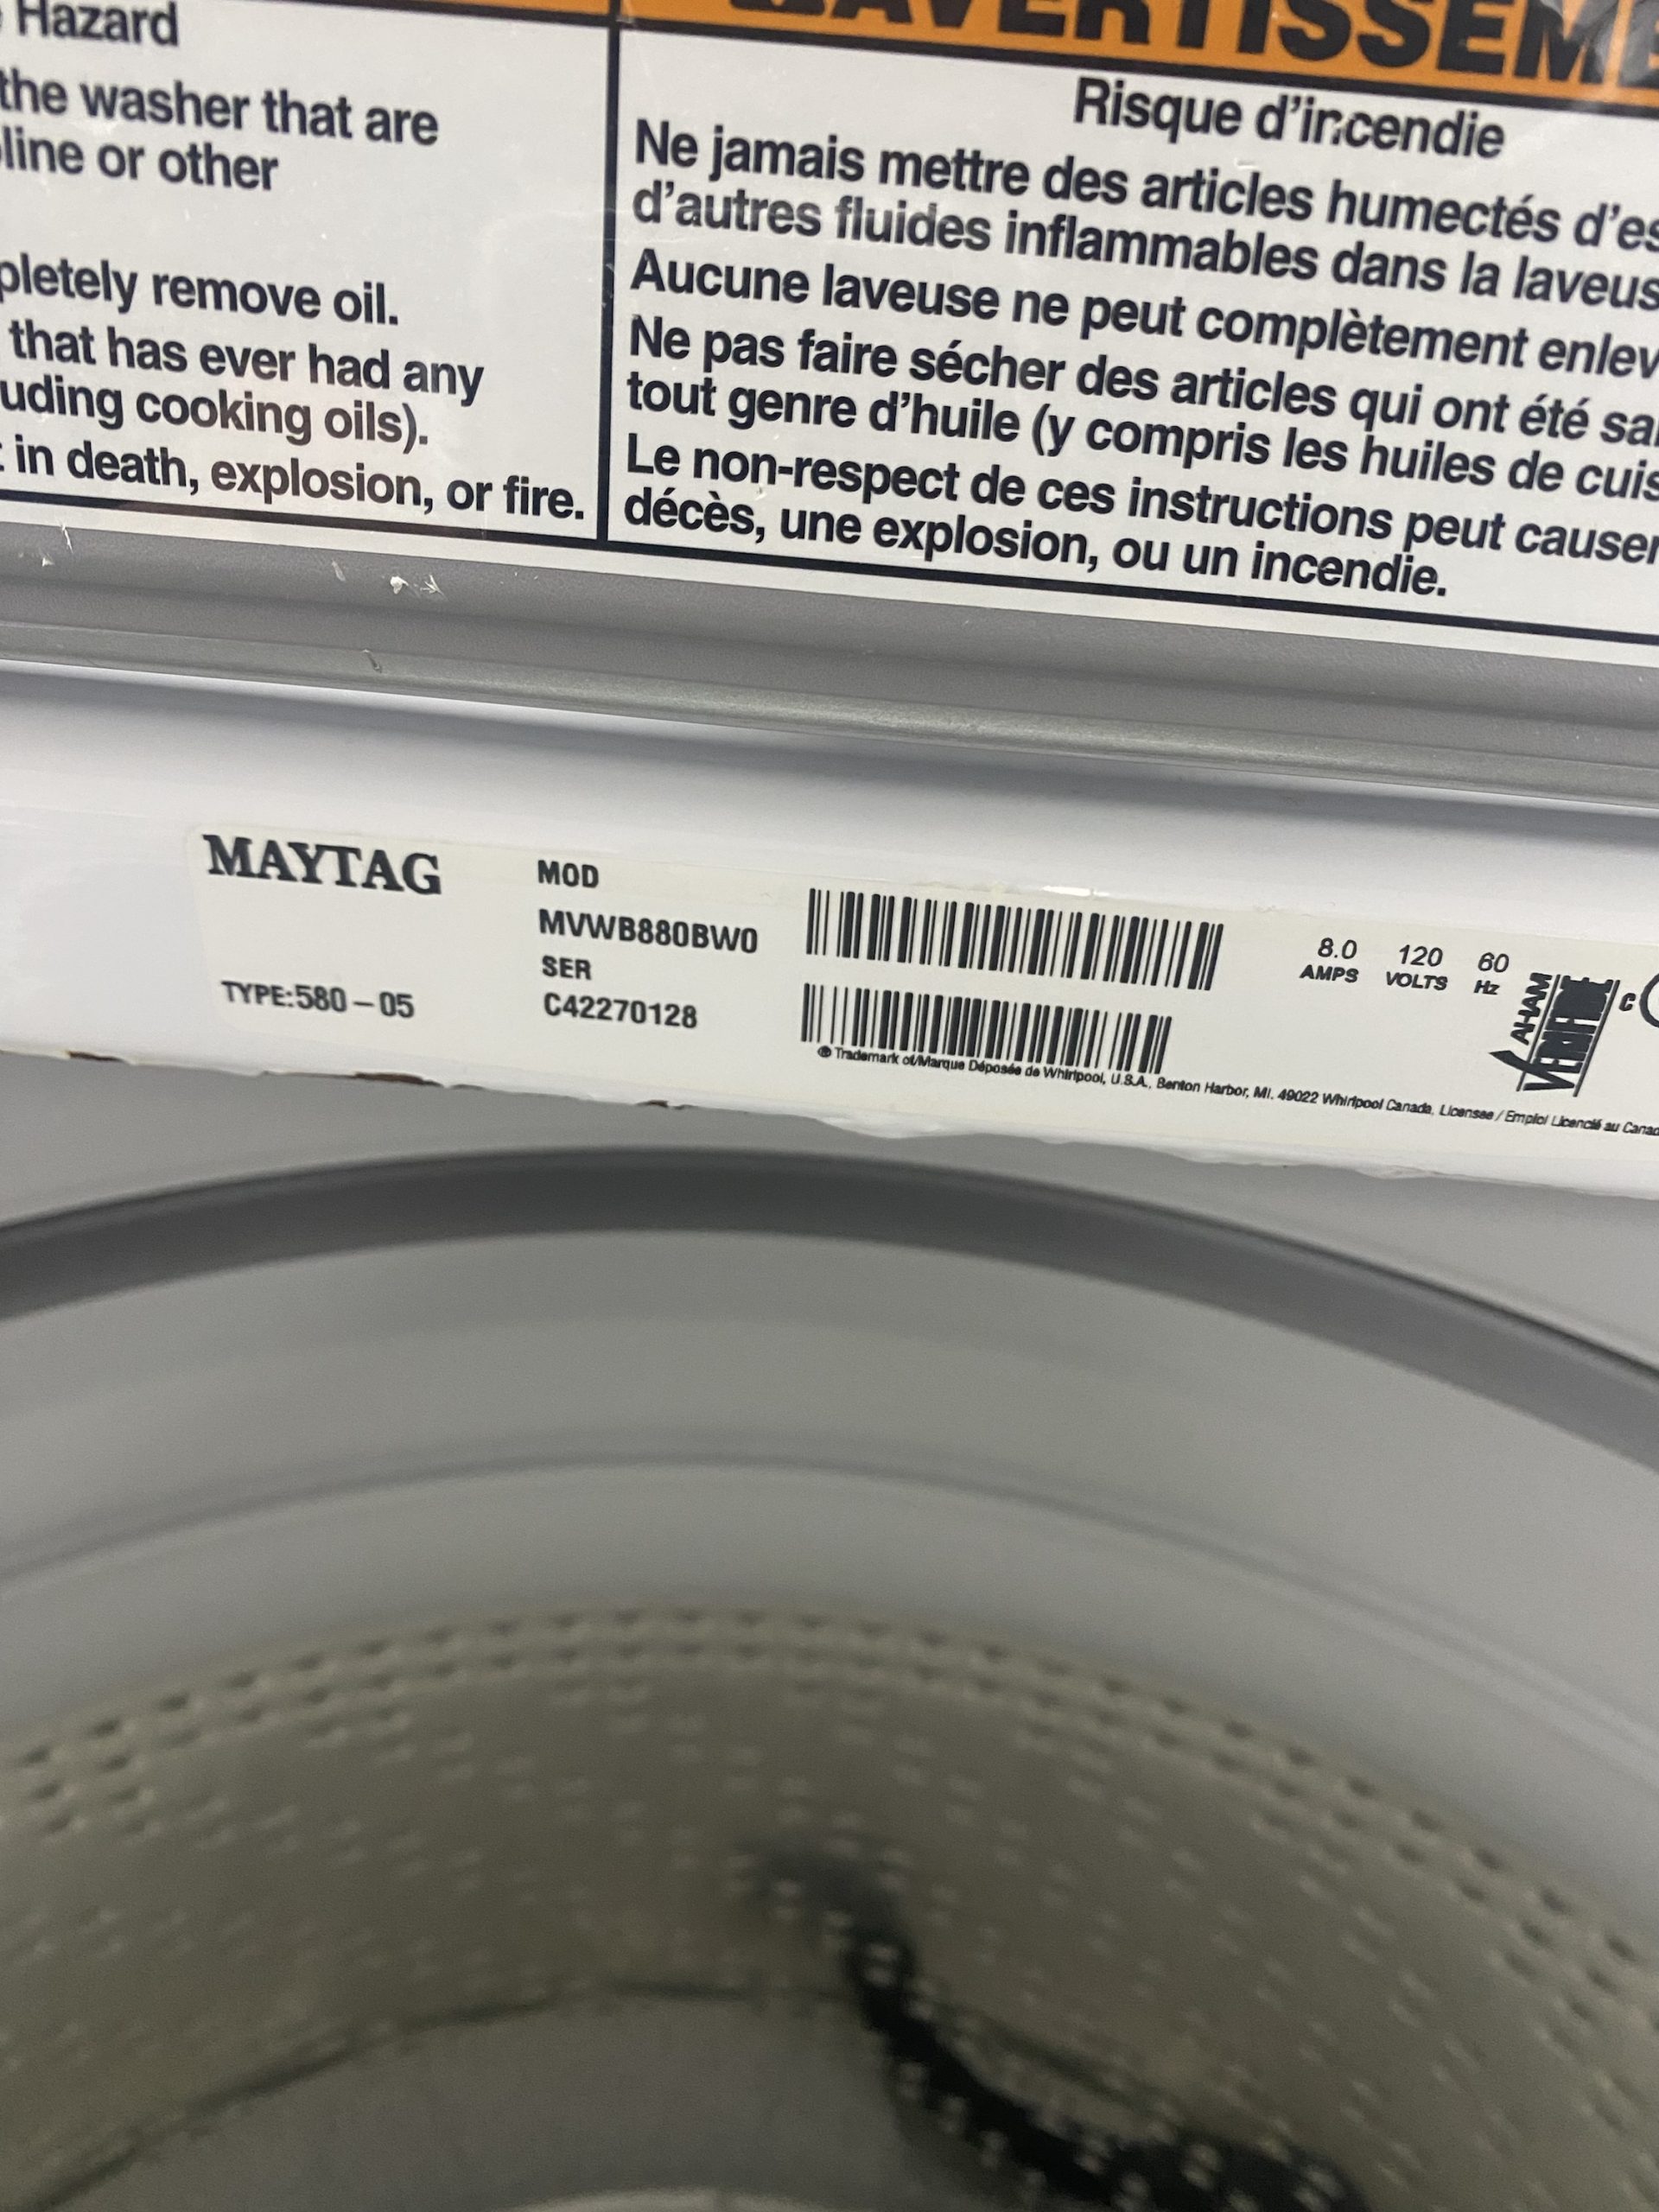 Hazard
the washer that are
line or other
pletely remove oil.
that has ever had any
uding cooking oils).
in death, explosion, or fire.
AVERTISSEME
Risque d'incendie
Ne jamais mettre des articles humectés d'es
d'autres fluides inflammables dans la laveus
Aucune laveuse ne peut complètement enlev
Ne pas faire sécher des articles qui ont été sal
tout genre d'huile (y compris les huiles de cuis
Le non-respect de ces instructions peut causer
décès, une explosion, ou un incendie.
MAYTAG
TYPE:580-05
MOD
MVWB880BW0
SER
C42270128
8.0 120 60
AMPS VOLTS Hz
AHAM
VERIFIDE
C
® Trademark of/Marque Déposée de Whirlpool, U.S.A., Benton Harbor, MI. 49022 Whirlpool Canada, Licensee / Emploi Licencié au Canad